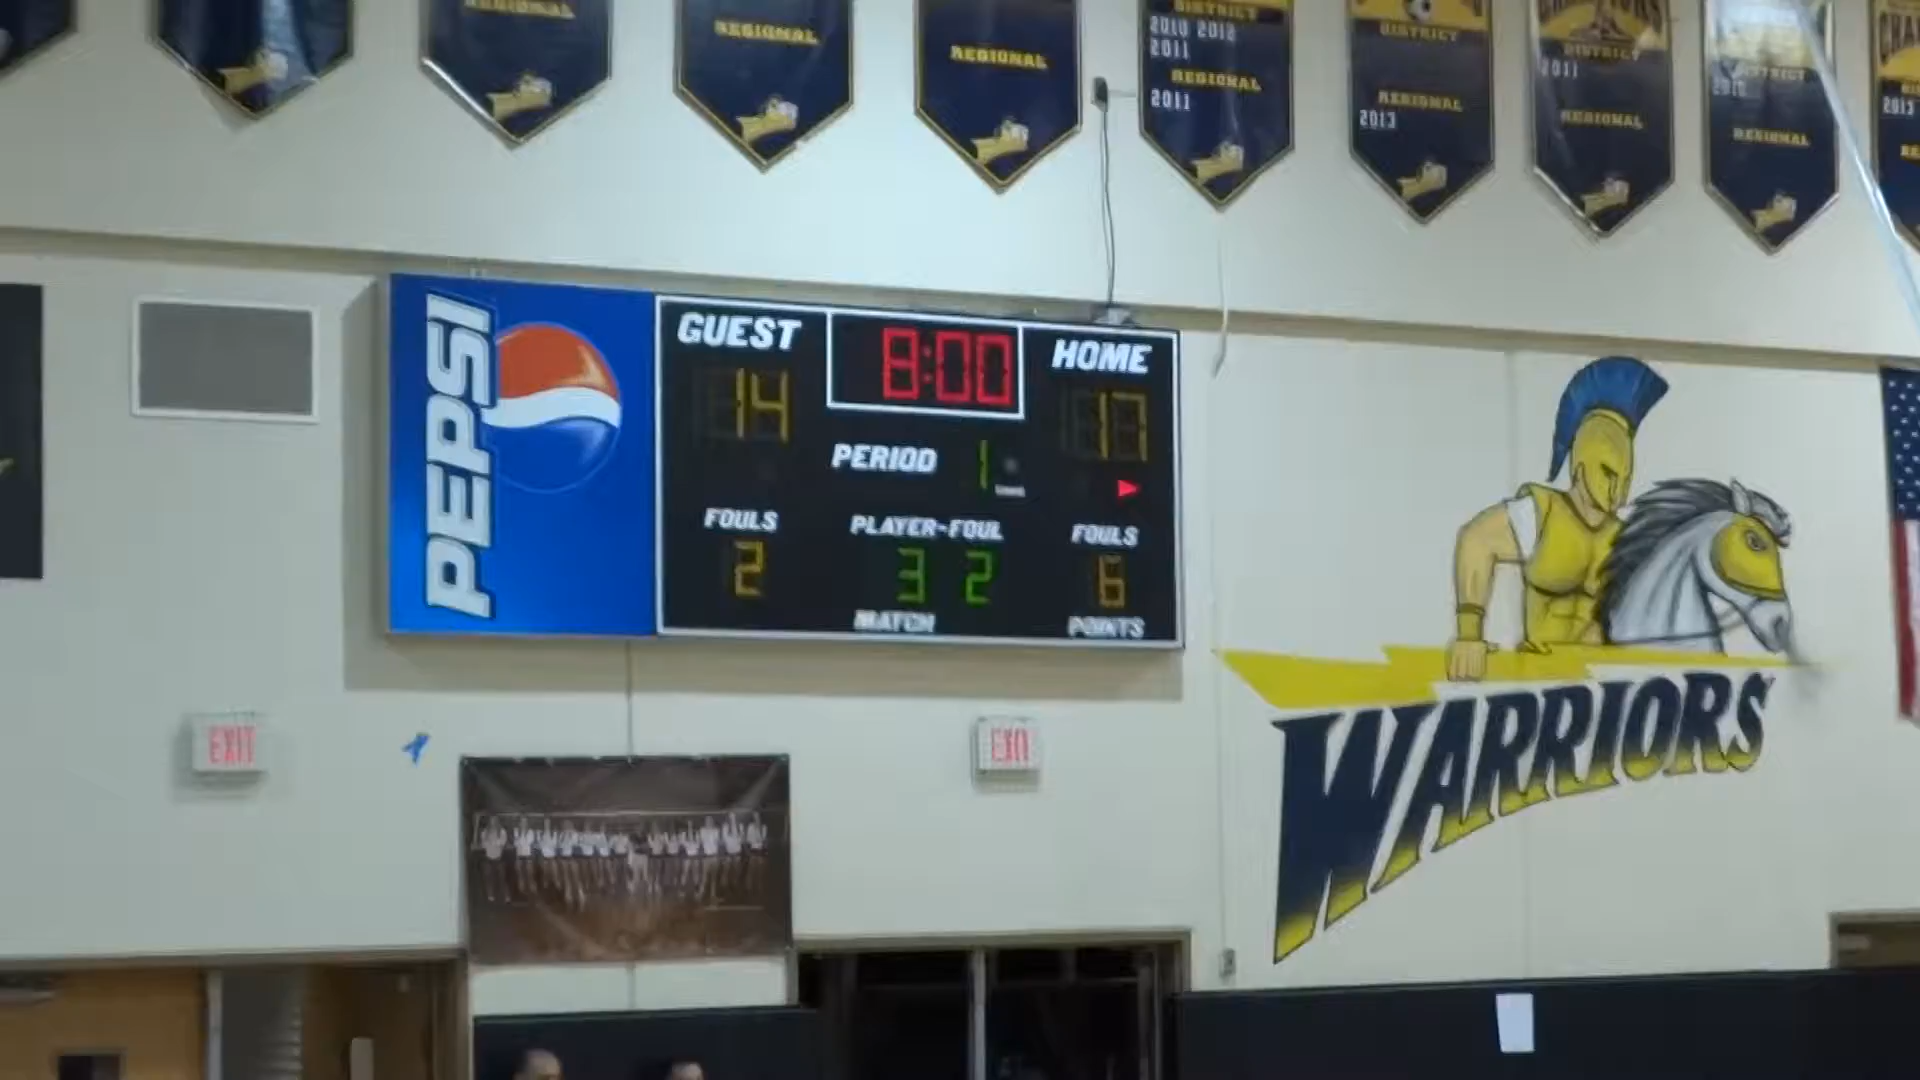 REGIONAL
REGIONAL
REGIONAL
DISTRICT
2010 2012
2011
REGIONAL
2011
DISTRICT
REGIONAL
2013
DISTRICT
2011
REGIONAL
DISTRICT
2010
REGIONAL
2013
PEPSI
GUEST
8:00
HOME
14
17
PERIOD
1
FOULS
PLAYER-FOUL
FOULS
2
3 2
6
MATCH
POINTS
WARRIORS
EXIT
EXIT